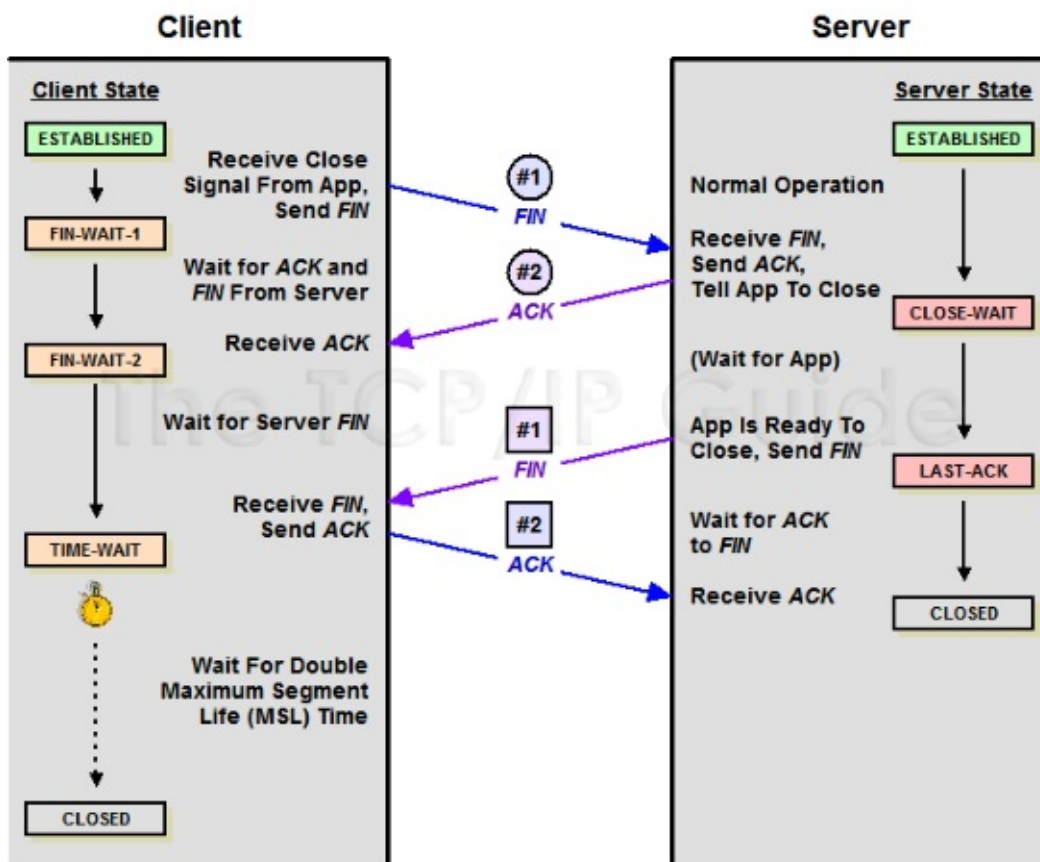 Client
Server
Client State
Server State
ESTABLISHED
ESTABLISHED
Receive Close
Signal From App,
Send FIN
#1
FIN
Normal Operation
FIN-WAIT-1
Receive FIN,
Send ACK,
Tell App To Close
Wait for ACK and
FIN From Server
#2
ACK
CLOSE-WAIT
Receive ACK
FIN-WAIT-2
(Wait for App)
The TCP/IP Guide
Wait for Server FIN
#1
FIN
App Is Ready To
Close, Send FIN
LAST-ACK
Receive FIN,
Send ACK
#2
ACK
Wait for ACK
to FIN
TIME-WAIT
Receive ACK
CLOSED
Wait For Double
Maximum Segment
Life (MSL) Time
CLOSED